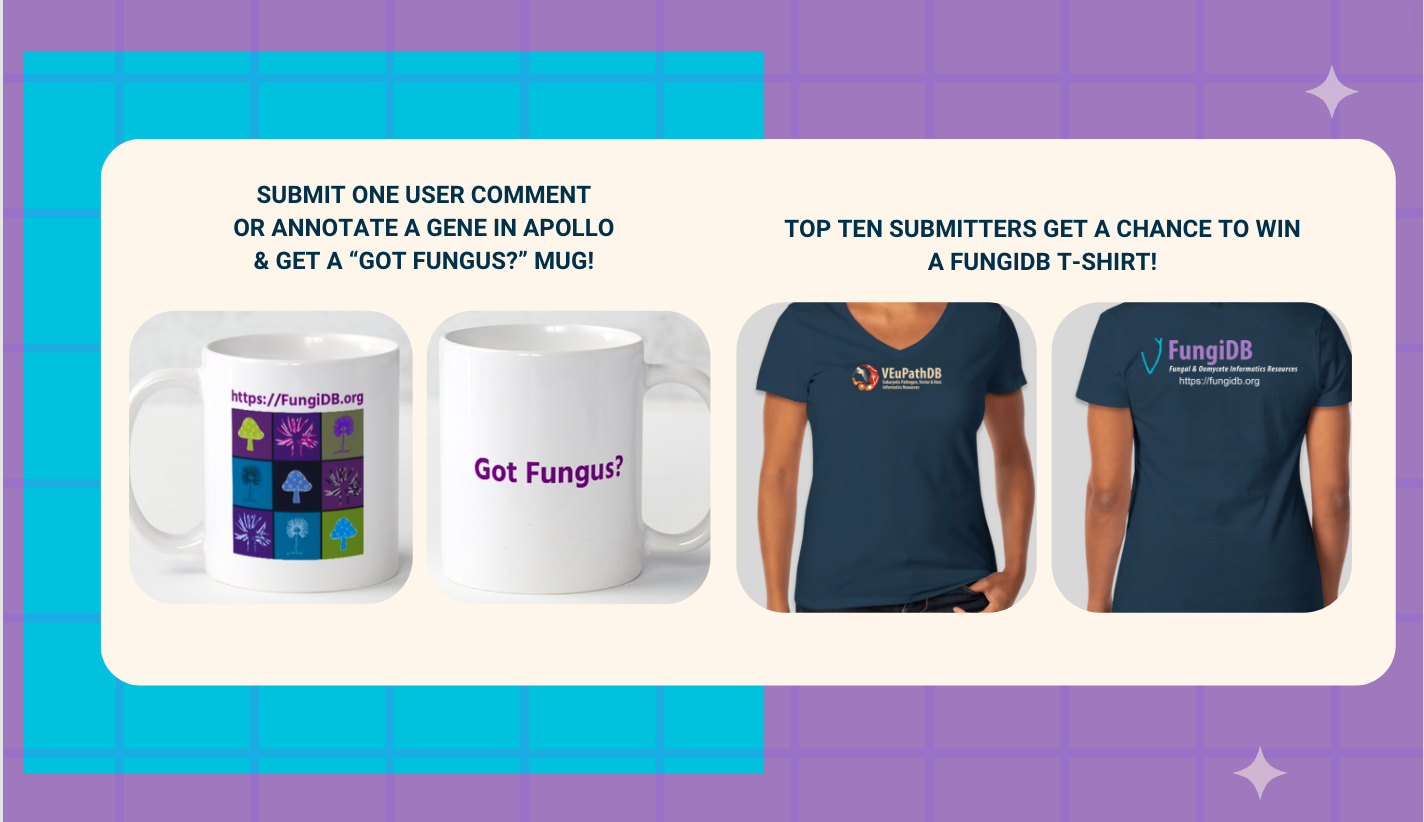 SUBMIT ONE USER COMMENT
OR ANNOTATE A GENE IN APOLLO
& GET A “GOT FUNGUS?” MUG!
https://FungiDB.org
Got Fungus?
TOP TEN SUBMITTERS GET A CHANCE TO WIN
A FUNGIDB T-SHIRT!
VEuPathDB
Eukaryotic Pathogen, Vector & Host
Informatics Resources
FungiDB
Fungal & Oomycete Informatics Resources
https://fungidb.org